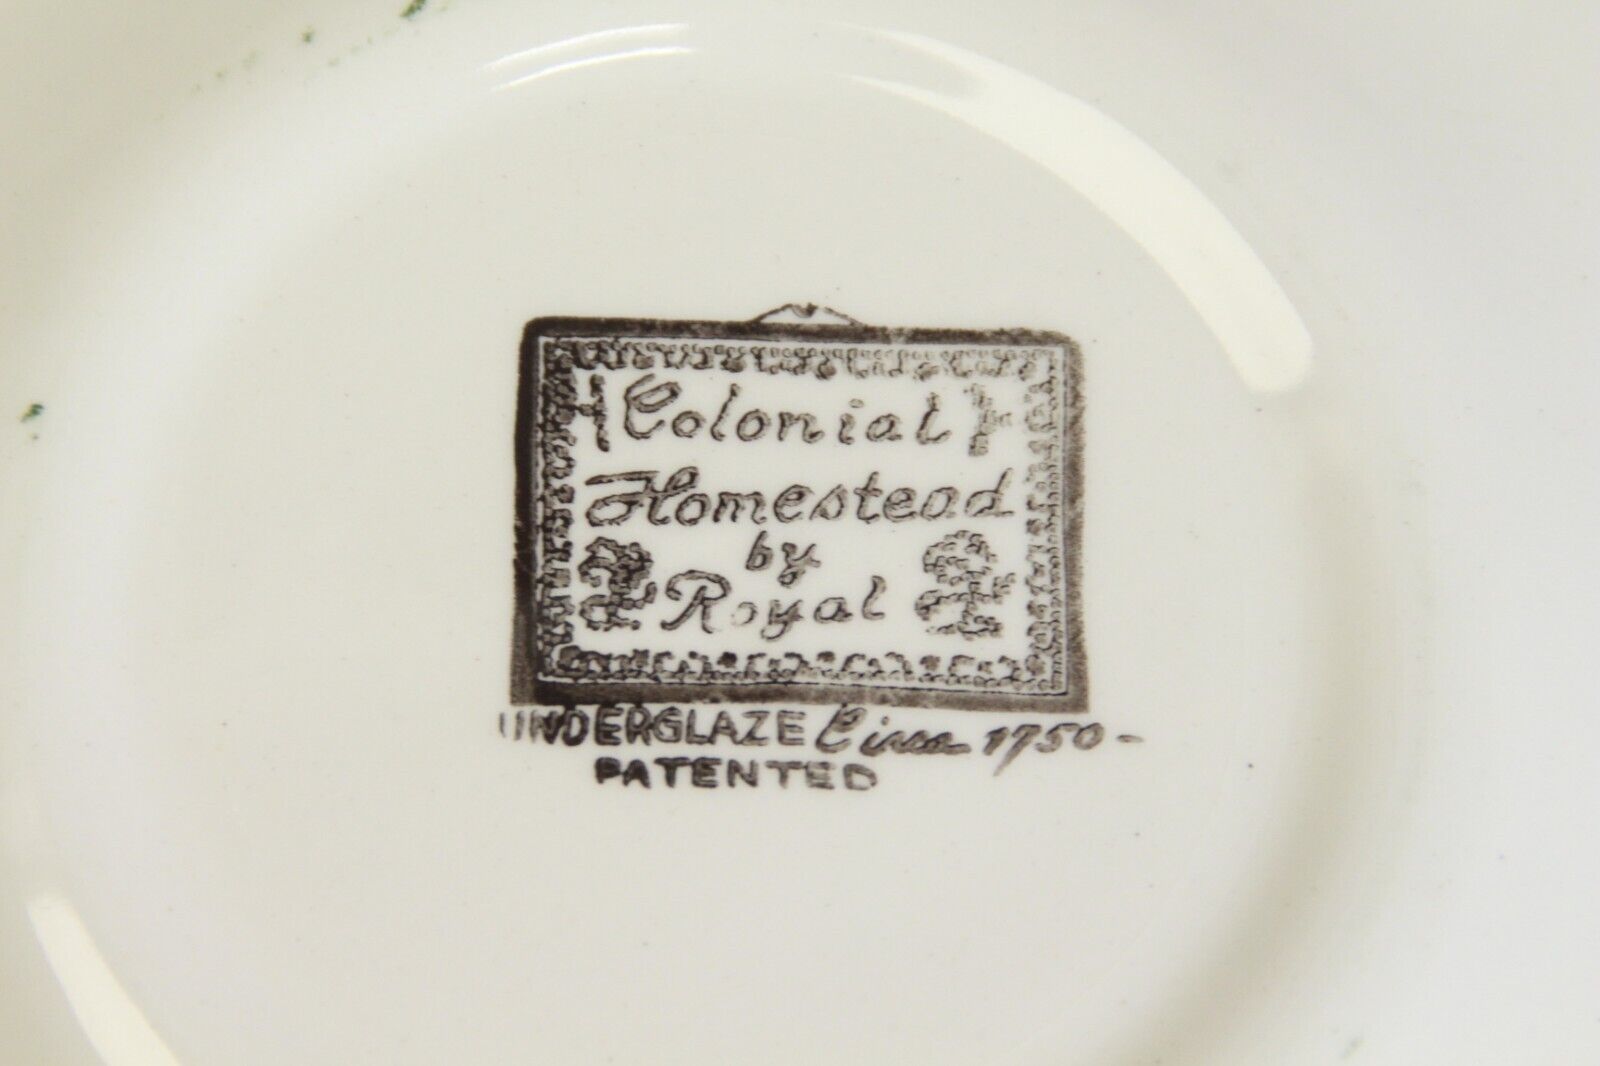 Colonial
Homestead
by
Royal
UNDERGLAZE Circa 1750-
PATENTED